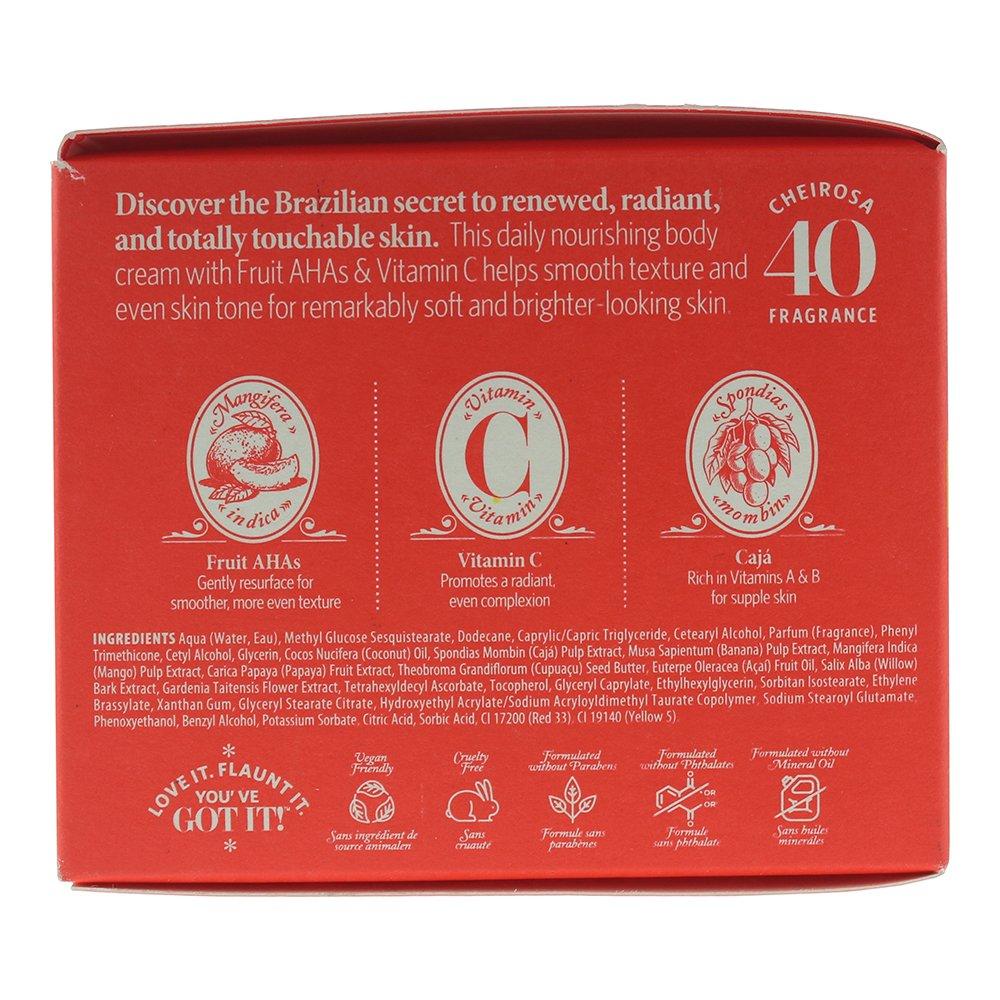 Discover the Brazilian secret to renewed, radiant,
and totally touchable skin. This daily nourishing body
cream with Fruit AHAs & Vitamin C helps smooth texture and
even skin tone for remarkably soft and brighter-looking skin.
CHEIROSA
40
FRAGRANCE
«Mangifera
«indica»
Fruit AHAs
Gently resurface for
smoother, more even texture
«Vitamin»
C
«Vitamin»
Vitamin C
Promotes a radiant,
even complexion
«Spondias
«mombin»
Cajá
Rich in Vitamins A & B
for supple skin
INGREDIENTS Aqua (Water, Eau), Methyl Glucose Sesquistearate, Dodecane, Caprylic/Capric Triglyceride, Cetearyl Alcohol, Parfum (Fragrance), Phenyl
Trimethicone, Cetyl Alcohol, Glycerin, Cocos Nucifera (Coconut) Oil, Spondias Mombin (Cajá) Pulp Extract, Musa Sapientum (Banana) Pulp Extract, Mangifera Indica
(Mango) Pulp Extract, Carica Papaya (Papaya) Fruit Extract, Theobroma Grandiflorum (Cupuaçu) Seed Butter, Euterpe Oleracea (Açaí) Fruit Oil, Salix Alba (Willow)
Bark Extract, Gardenia Taitensis Flower Extract, Tetrahexyldecyl Ascorbate, Tocopherol, Glyceryl Caprylate, Ethylhexylglycerin, Sorbitan Isostearate, Ethylene
Brassylate, Xanthan Gum, Glyceryl Stearate Citrate, Hydroxyethyl Acrylate/Sodium Acryloyldimethyl Taurate Copolymer, Sodium Stearoyl Glutamate,
Phenoxyethanol, Benzyl Alcohol, Potassium Sorbate, Citric Acid, Sorbic Acid, CI 17200 (Red 33), CI 19140 (Yellow 5).
LOVE IT. FLAUNT IT.
YOU'VE
GOT IT!™
Vegan
Friendly
Sans ingrédient de
source animalen
Cruelty
Free
Sans
cruauté
Formulated
without Parabens
Formule sans
parabènes
Formulated
without Phthalates
OR
OR
Formule
sans phthalate
Formulated without
Mineral Oil
Sans huiles
minérales